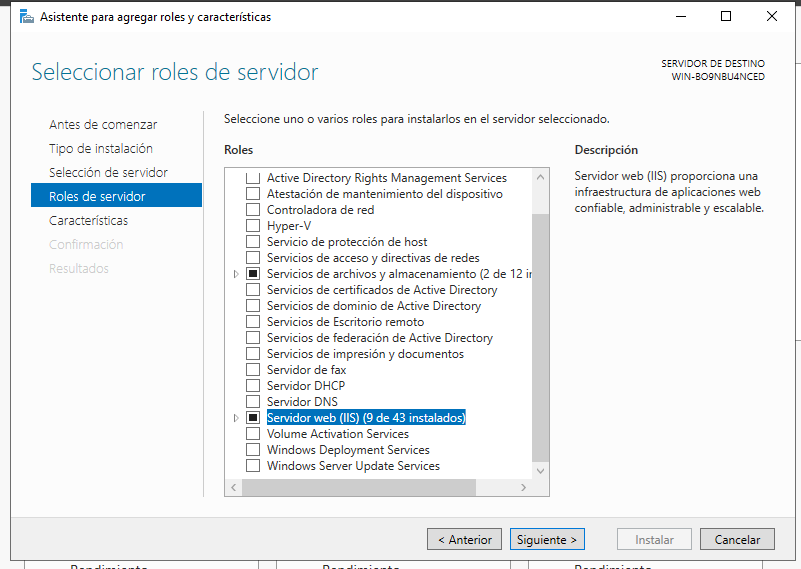 Asistente para agregar roles y características
Seleccionar roles de servidor
SERVIDOR DE DESTINO
WIN-BO9NBU4NCED
Antes de comenzar
Tipo de instalación
Selección de servidor
Roles de servidor
Características
Confirmación
Resultados
Seleccione uno o varios roles para instalarlos en el servidor seleccionado.
Roles
Active Directory Rights Management Services
Atestación de mantenimiento del dispositivo
Controladora de red
Hyper-V
Servicio de protección de host
Servicios de acceso y directivas de redes
Servicios de archivos y almacenamiento (2 de 12 in
Servicios de certificados de Active Directory
Servicios de dominio de Active Directory
Servicios de Escritorio remoto
Servicios de federación de Active Directory
Servicios de impresión y documentos
Servidor de fax
Servidor DHCP
Servidor DNS
Servidor web (IIS) (9 de 43 instalados)
Volume Activation Services
Windows Deployment Services
Windows Server Update Services
Descripción
Servidor web (IIS) proporciona una
infraestructura de aplicaciones web
confiable, administrable y escalable.
< Anterior
Siguiente >
Instalar
Cancelar
Rendimiento
Rendimiento
Rendimiento